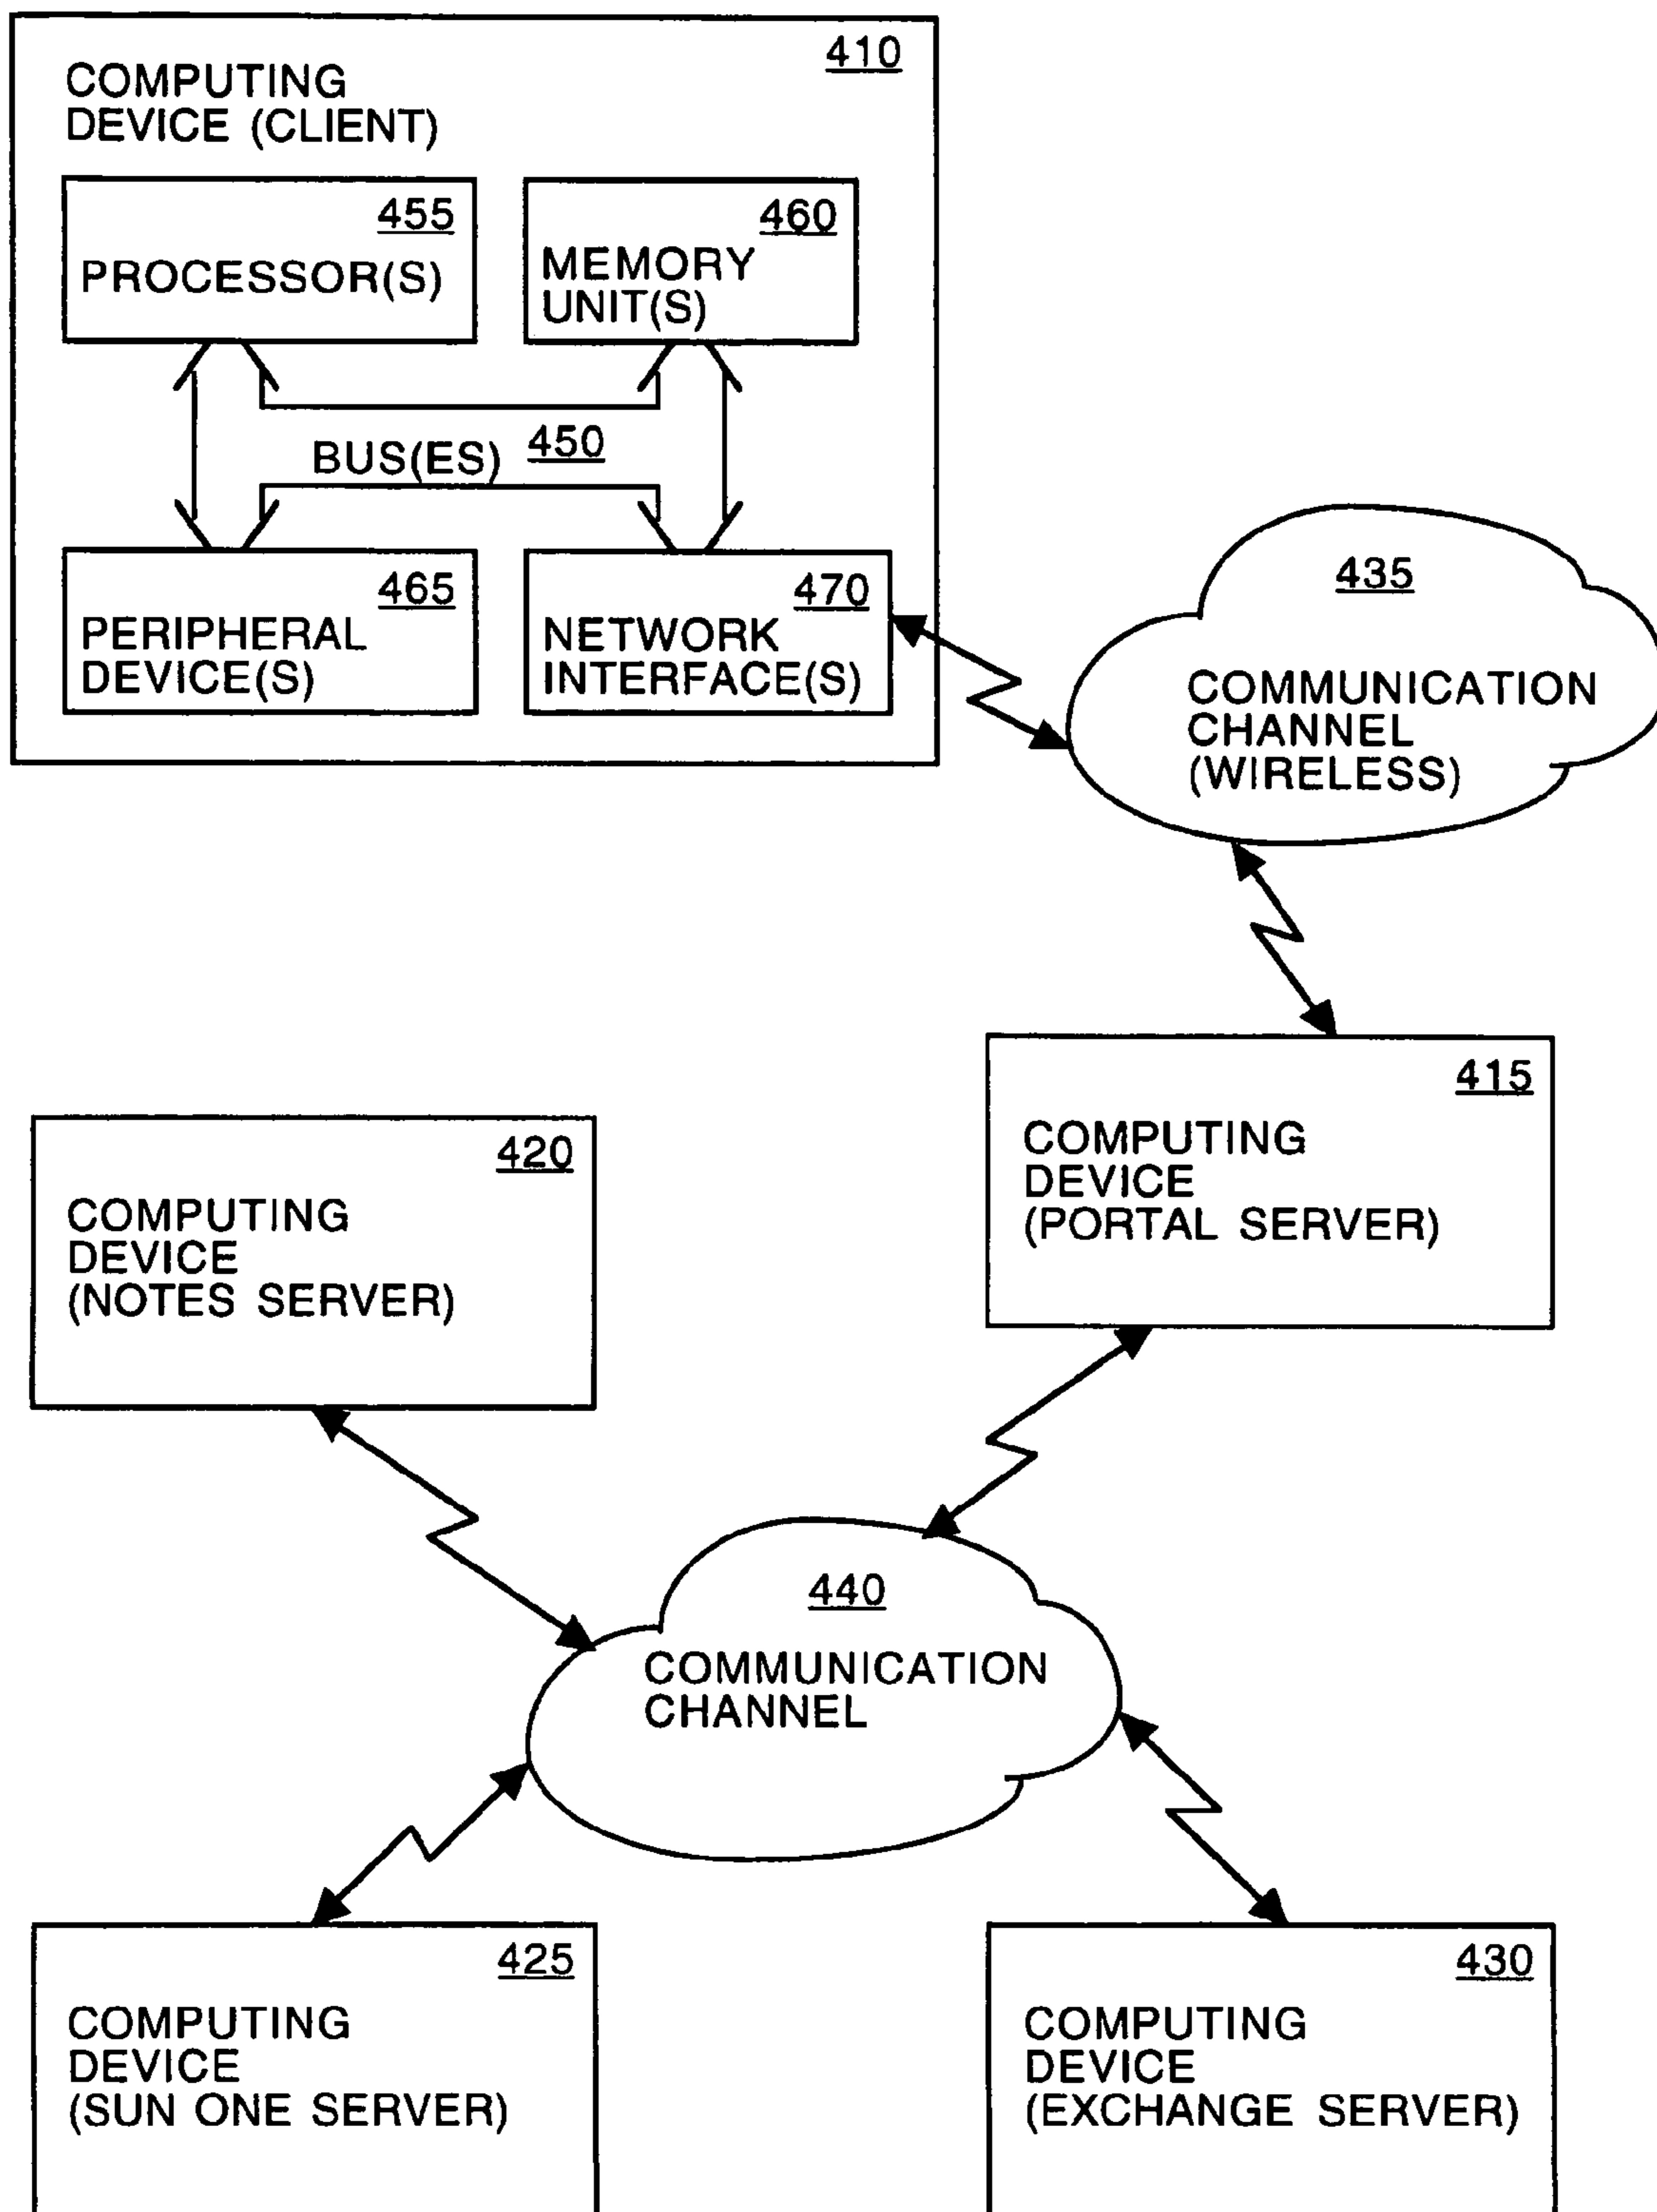 410
COMPUTING
DEVICE (CLIENT)
455
PROCESSOR(S)
460
MEMORY
UNIT(S)
BUS(ES) 450
465
PERIPHERAL
DEVICE(S)
470
NETWORK
INTERFACE(S)
435
COMMUNICATION
CHANNEL
(WIRELESS)
415
COMPUTING
DEVICE
(PORTAL SERVER)
420
COMPUTING
DEVICE
(NOTES SERVER)
440
COMMUNICATION
CHANNEL
425
COMPUTING
DEVICE
(SUN ONE SERVER)
430
COMPUTING
DEVICE
(EXCHANGE SERVER)